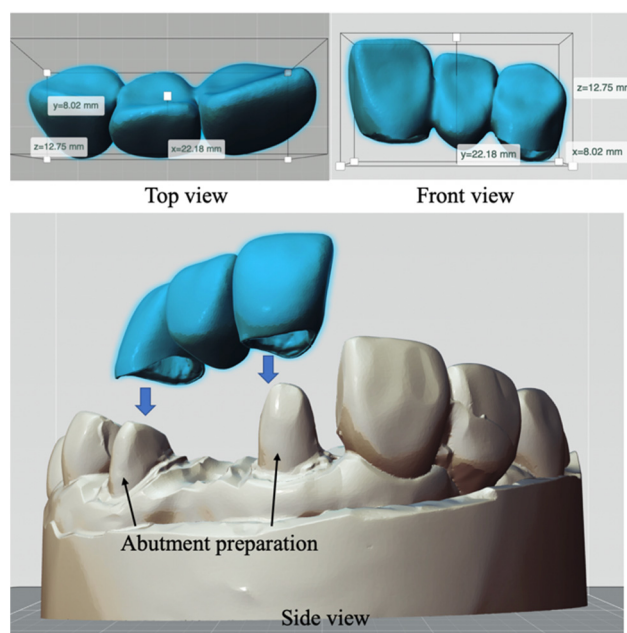 y=8.02 mm
z=12.75 mm
x=22.18 mm
z=12.75 mm
y=22.18 mm
x=8.02 mm
Top view
Front view
Abutment preparation
Side view